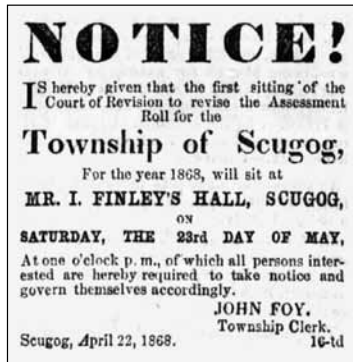 NOTICE!
IS hereby given that the first sitting of the
Court of Revision to revise the Assessment
Roll for the
Township of Scugog,
For the year 1868, will sit at
MR. I. FINLEY'S HALL, SCUGOG,
ON
SATURDAY, THE 23rd DAY OF MAY,
At one o'clock p. m., of which all persons inter-
ested are hereby required to take notice and
govern themselves accordingly.
JOHN FOY.
Township Clerk.
Scugog, April 22, 1868. 16-td